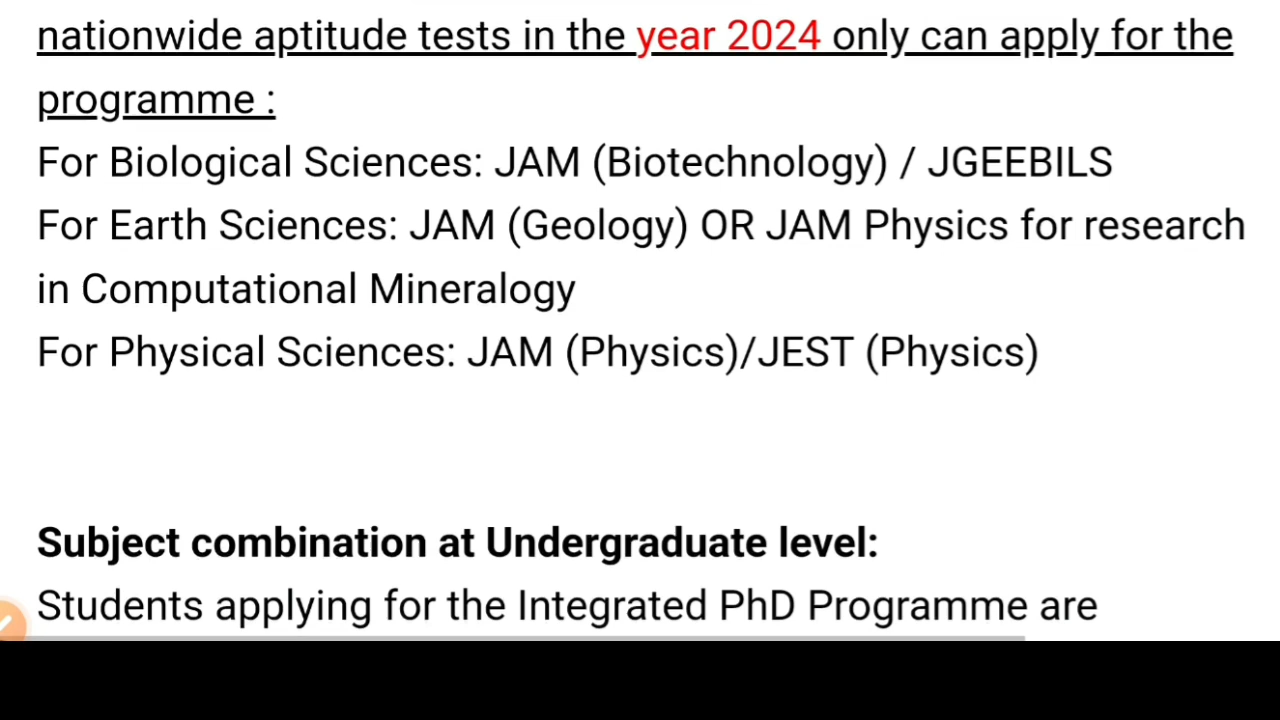 nationwide aptitude tests in the year 2024 only can apply for the
programme :
For Biological Sciences: JAM (Biotechnology) / JGEEBILS
For Earth Sciences: JAM (Geology) OR JAM Physics for research
in Computational Mineralogy
For Physical Sciences: JAM (Physics)/JEST (Physics)
Subject combination at Undergraduate level:
Students applying for the Integrated PhD Programme are